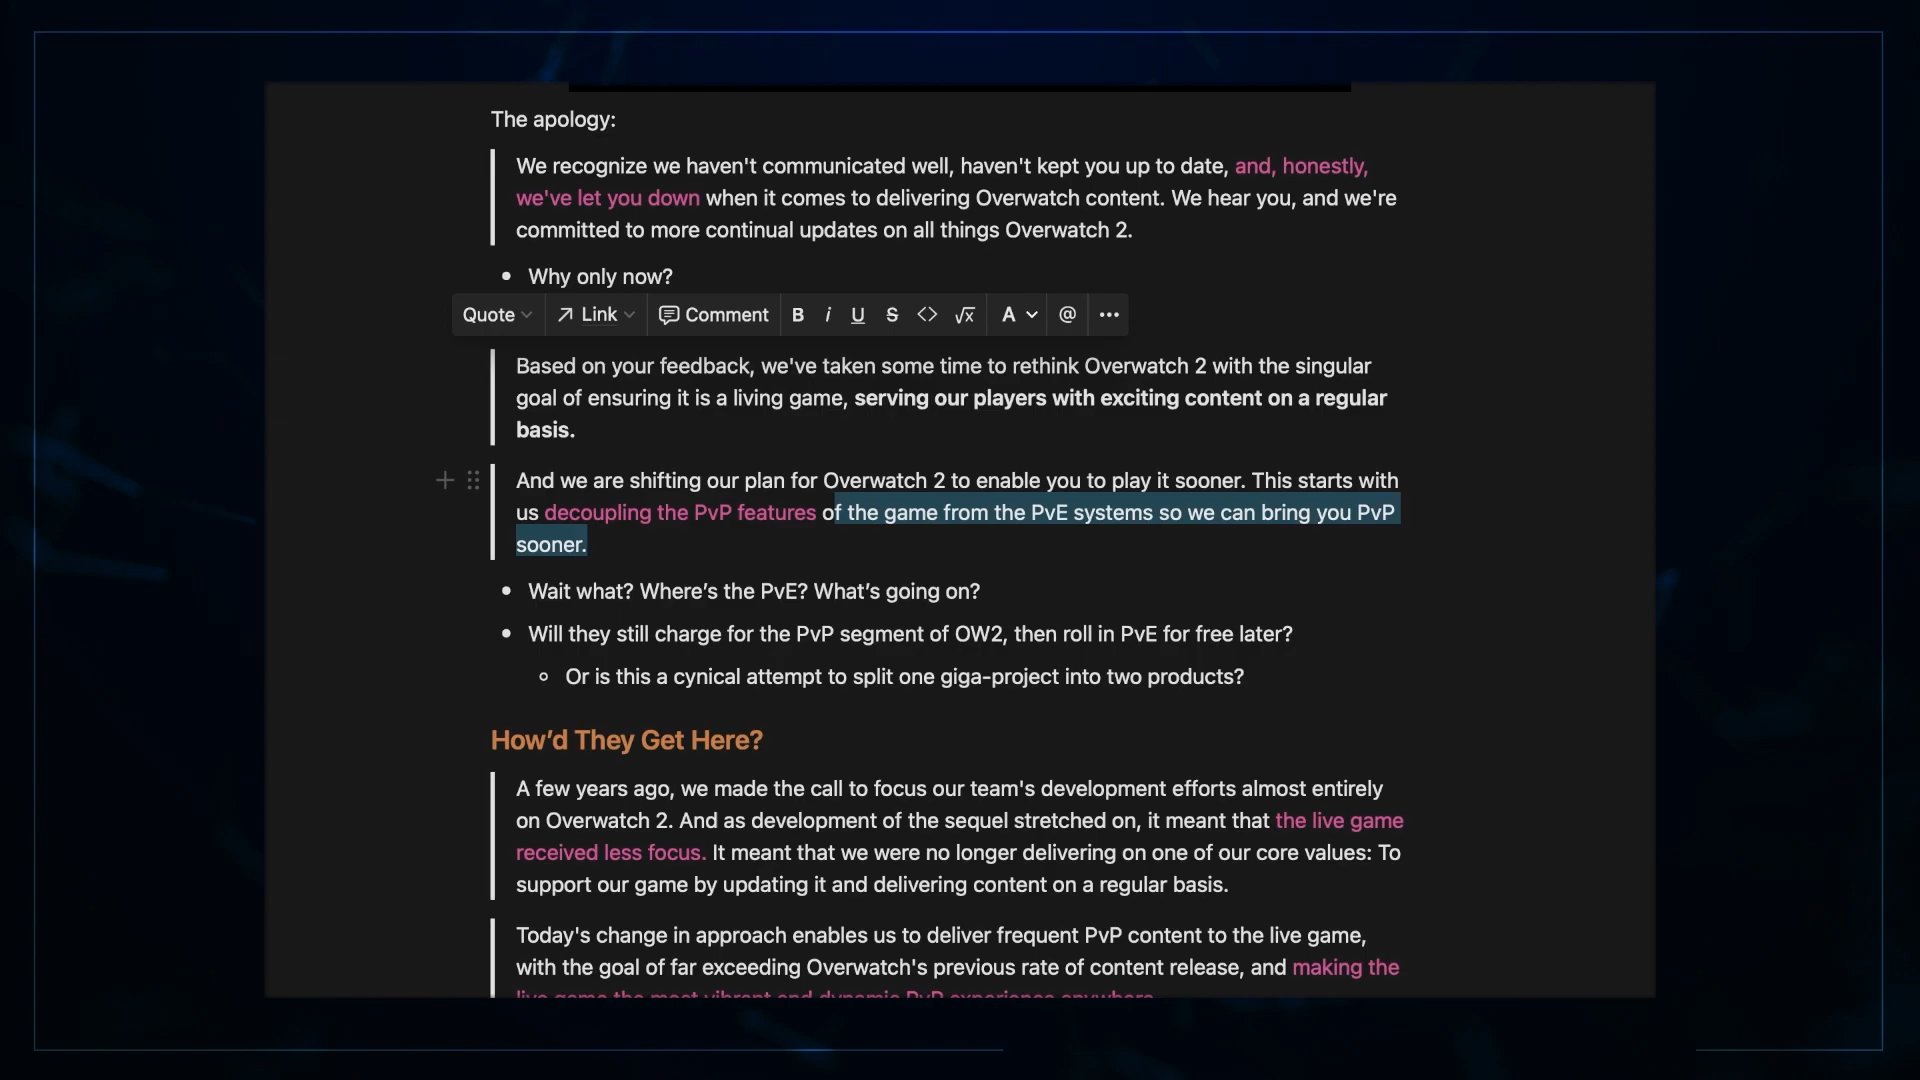 The apology:
We recognize we haven't communicated well, haven't kept you up to date, and, honestly,
we've let you down when it comes to delivering Overwatch content. We hear you, and we're
committed to more continual updates on all things Overwatch 2.
• Why only now?
Quote Link Comment B i U S <> √x A @ •••
Based on your feedback, we've taken some time to rethink Overwatch 2 with the singular
goal of ensuring it is a living game, serving our players with exciting content on a regular
basis.
And we are shifting our plan for Overwatch 2 to enable you to play it sooner. This starts with
us decoupling the PvP features of the game from the PvE systems so we can bring you PvP
sooner.
• Wait what? Where’s the PvE? What’s going on?
• Will they still charge for the PvP segment of OW2, then roll in PvE for free later?
◦ Or is this a cynical attempt to split one giga-project into two products?
How’d They Get Here?
A few years ago, we made the call to focus our team's development efforts almost entirely
on Overwatch 2. And as development of the sequel stretched on, it meant that the live game
received less focus. It meant that we were no longer delivering on one of our core values: To
support our game by updating it and delivering content on a regular basis.
Today's change in approach enables us to deliver frequent PvP content to the live game,
with the goal of far exceeding Overwatch's previous rate of content release, and making the
live game the most vibrant and dynamic PvP experience anywhere.